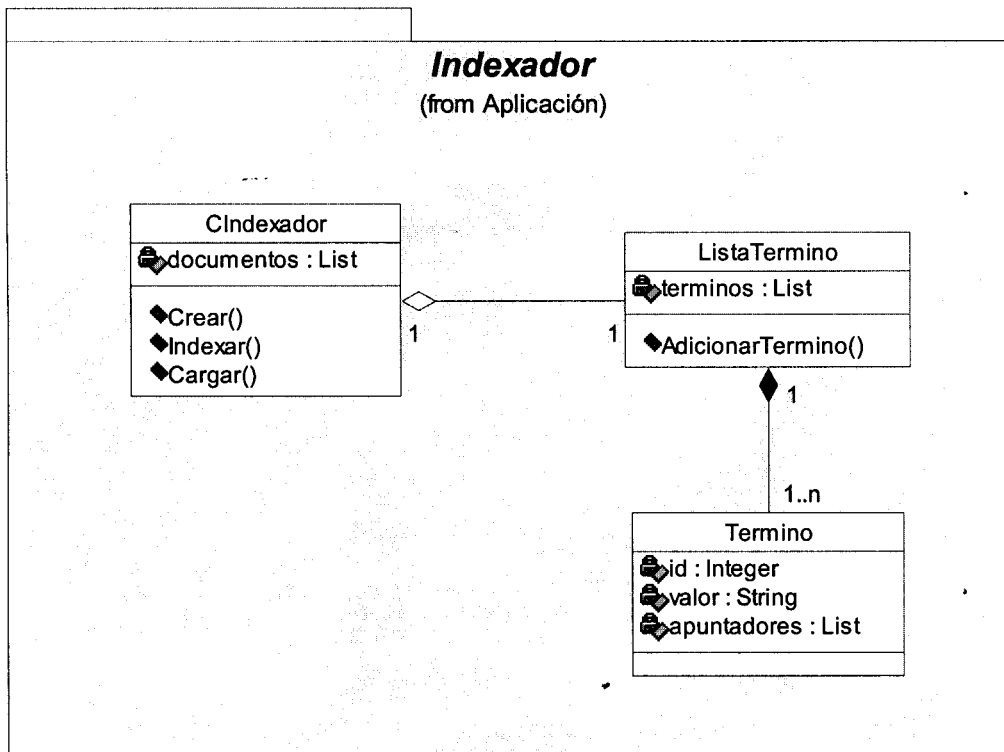 Indexador
(from Aplicación)
CIndexador
documentos : List
Crear()
Indexar()
Cargar()
1
1
ListaTermino
terminos : List
AdicionarTermino()
1
1..n
Termino
id : Integer
valor : String
apuntadores : List